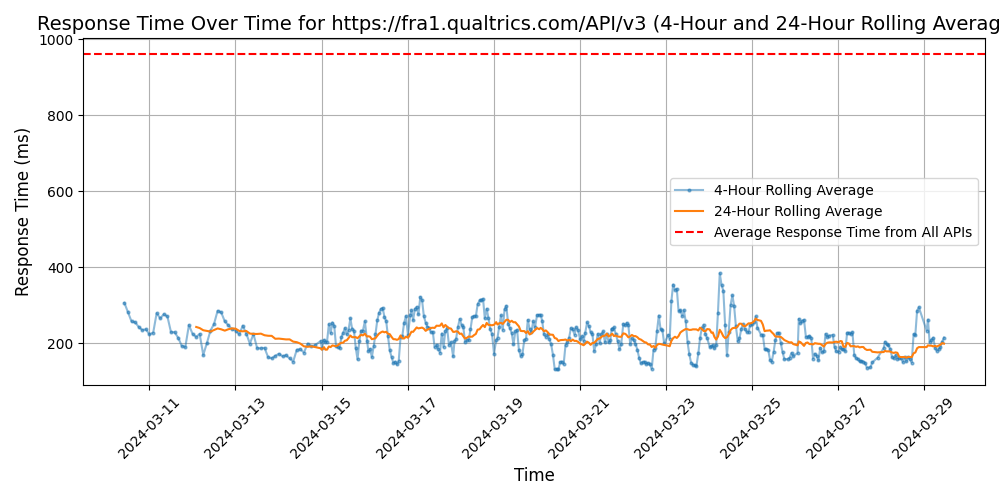 Response Time Over Time for https://fra1.qualtrics.com/API/v3 (4-Hour and 24-Hour Rolling Averag
1000
800
600
400
200
Response Time (ms)
4-Hour Rolling Average
24-Hour Rolling Average
Average Response Time from All APIs
2024-03-11
2024-03-13
2024-03-15
2024-03-17
2024-03-19
2024-03-21
2024-03-23
2024-03-25
2024-03-27
2024-03-29
Time